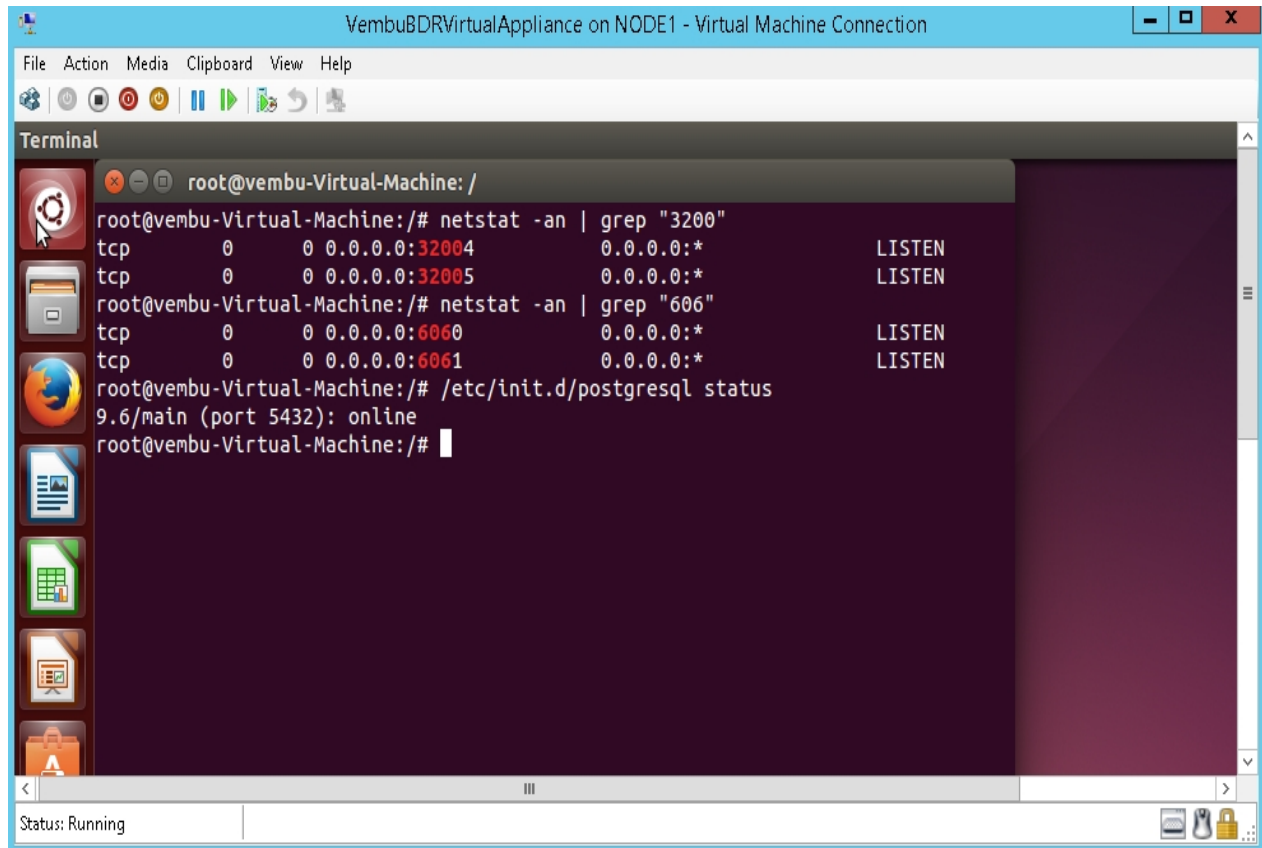 VembuBDRVirtualAppliance on NODE1 - Virtual Machine Connection
File Action Media Clipboard View Help
Terminal
root@vembu-Virtual-Machine: /
root@vembu-Virtual-Machine:/# netstat -an | grep "3200"
tcp 0 0 0.0.0.0:32004 0.0.0.0:* LISTEN
tcp 0 0 0.0.0.0:32005 0.0.0.0:* LISTEN
root@vembu-Virtual-Machine:/# netstat -an | grep "606"
tcp 0 0 0.0.0.0:6060 0.0.0.0:* LISTEN
tcp 0 0 0.0.0.0:6061 0.0.0.0:* LISTEN
root@vembu-Virtual-Machine:/# /etc/init.d/postgresql status
9.6/main (port 5432): online
root@vembu-Virtual-Machine:/#
Status: Running